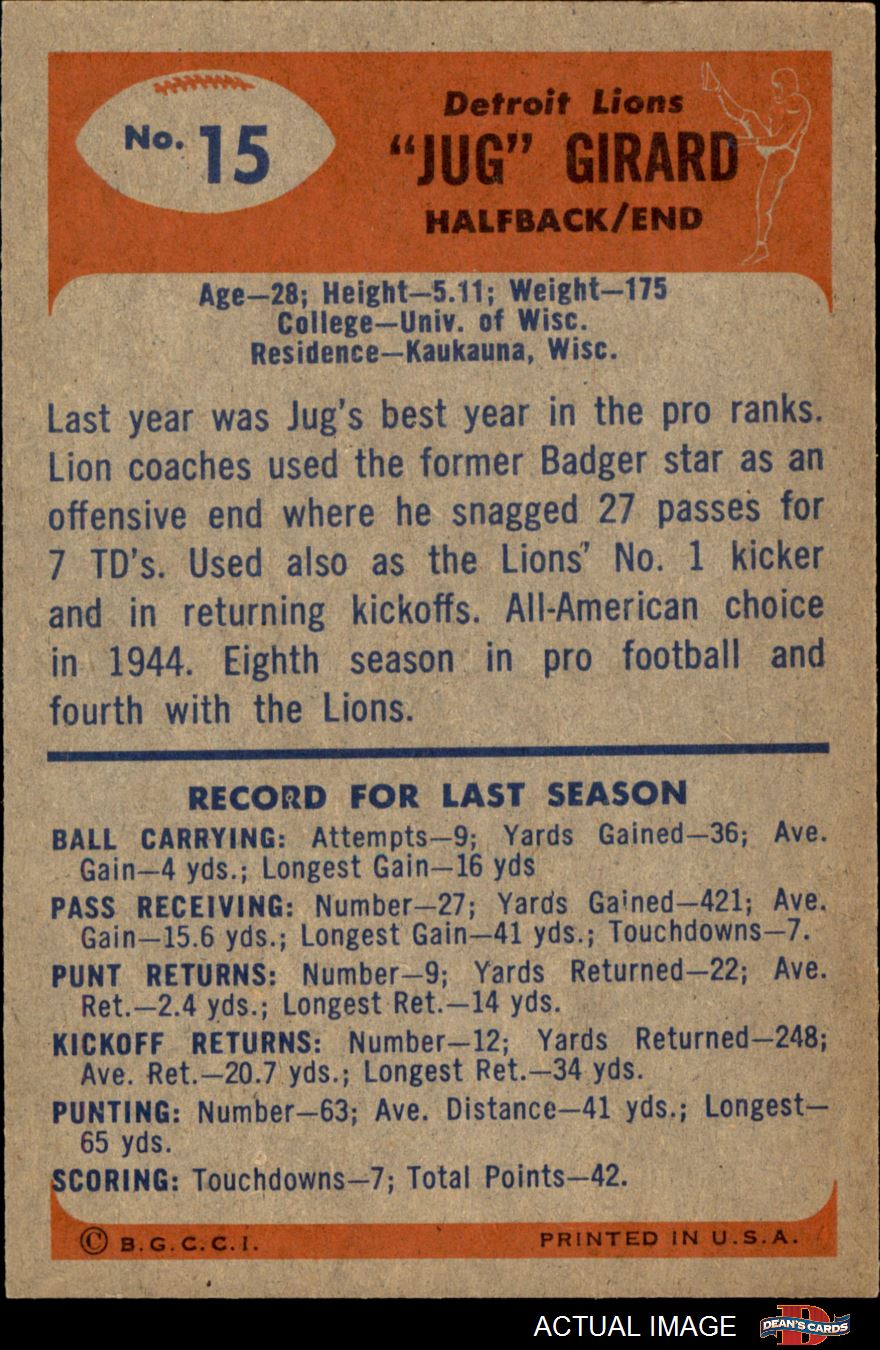 No. 15
Detroit Lions
"JUG" GIRARD
HALFBACK/END
Age—28; Height—5.11; Weight—175
College—Univ. of Wisc.
Residence—Kaukauna, Wisc.
Last year was Jug's best year in the pro ranks.
Lion coaches used the former Badger star as an
offensive end where he snagged 27 passes for
7 TD's. Used also as the Lions' No. 1 kicker
and in returning kickoffs. All-American choice
in 1944. Eighth season in pro football and
fourth with the Lions.
RECORD FOR LAST SEASON
BALL CARRYING: Attempts—9; Yards Gained—36; Ave.
Gain—4 yds.; Longest Gain—16 yds
PASS RECEIVING: Number—27; Yards Gained—421; Ave.
Gain—15.6 yds.; Longest Gain—41 yds.; Touchdowns—7.
PUNT RETURNS: Number—9; Yards Returned—22; Ave.
Ret.—2.4 yds.; Longest Ret.—14 yds.
KICKOFF RETURNS: Number—12; Yards Returned—248;
Ave. Ret.—20.7 yds.; Longest Ret.—34 yds.
PUNTING: Number—63; Ave. Distance—41 yds.; Longest—
65 yds.
SCORING: Touchdowns—7; Total Points—42.
© B.G.C.C.I. PRINTED IN U.S.A.
ACTUAL IMAGE D DEAN'S CARDS